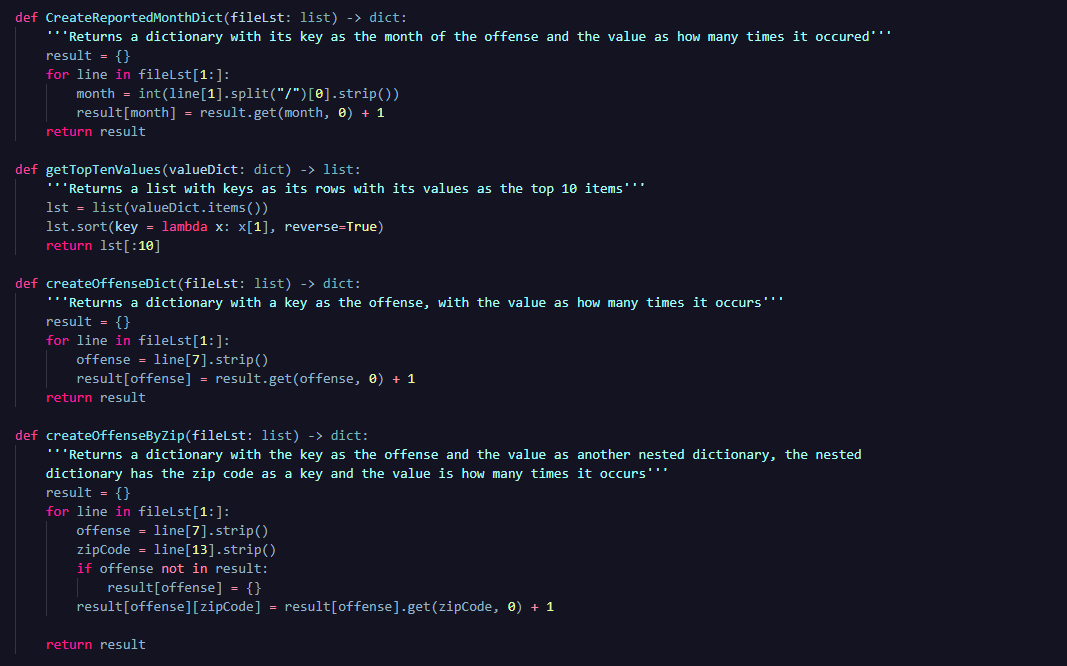 def CreateReportedMonthDict(fileLst: list) -> dict:
    '''Returns a dictionary with its key as the month of the offense and the value as how many times it occured'''
    result = {}
    for line in fileLst[1:]:
        month = int(line[1].split("/")[0].strip())
        result[month] = result.get(month, 0) + 1
    return result

def getTopTenValues(valueDict: dict) -> list:
    '''Returns a list with keys as its rows with its values as the top 10 items'''
    lst = list(valueDict.items())
    lst.sort(key = lambda x: x[1], reverse=True)
    return lst[:10]

def createOffenseDict(fileLst: list) -> dict:
    '''Returns a dictionary with a key as the offense, with the value as how many times it occurs'''
    result = {}
    for line in fileLst[1:]:
        offense = line[7].strip()
        result[offense] = result.get(offense, 0) + 1
    return result

def createOffenseByZip(fileLst: list) -> dict:
    '''Returns a dictionary with the key as the offense and the value as another nested dictionary, the nested
    dictionary has the zip code as a key and the value is how many times it occurs'''
    result = {}
    for line in fileLst[1:]:
        offense = line[7].strip()
        zipCode = line[13].strip()
        if offense not in result:
            result[offense] = {}
        result[offense][zipCode] = result[offense].get(zipCode, 0) + 1

    return result